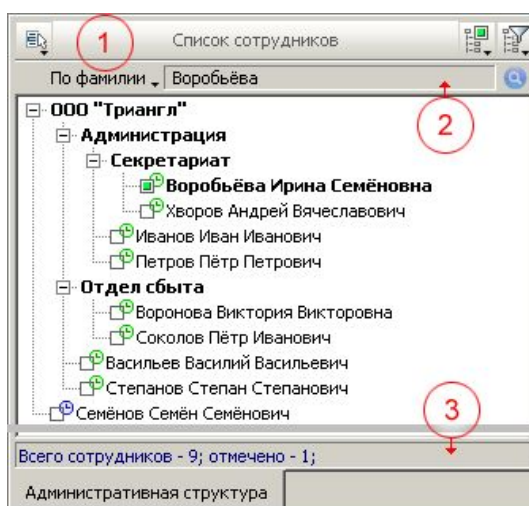 1
Список сотрудников
По фамилии
Воробьёва
2
ООО "Триангл"
Администрация
Секретариат
Воробьёва Ирина Семёновна
Хворов Андрей Вячеславович
Иванов Иван Иванович
Петров Пётр Петрович
Отдел сбыта
Воронова Виктория Викторовна
Соколов Пётр Иванович
Васильев Василий Васильевич
Степанов Степан Степанович
Семёнов Семён Семёнович
3
Всего сотрудников - 9; отмечено - 1;
Административная структура